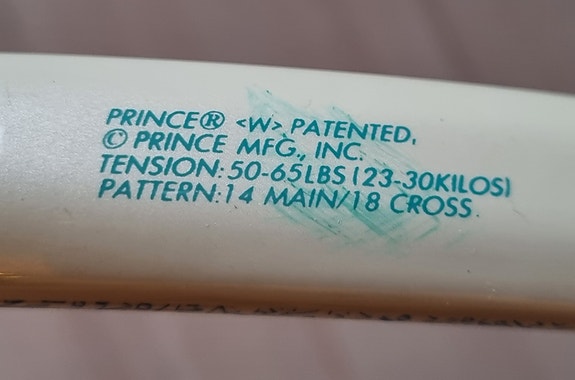 PRINCE® <W> PATENTED.
© PRINCE MFG., INC.
TENSION: 50-65LBS (23-30KILOS)
PATTERN: 14 MAIN/18 CROSS.